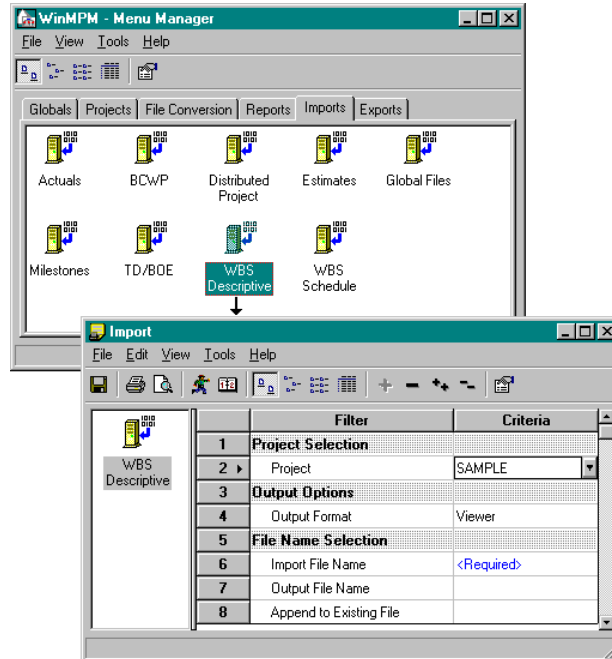 WinMPM - Menu Manager
File View Tools Help
Globals Projects File Conversion Reports Imports Exports
Actuals BCWP Distributed Project Estimates Global Files
Milestones TD/BOE WBS Descriptive WBS Schedule
Import
File Edit View Tools Help
WBS Descriptive
Filter Criteria
1 Project Selection
2 Project SAMPLE
3 Output Options
4 Output Format Viewer
5 File Name Selection
6 Import File Name <Required>
7 Output File Name
8 Append to Existing File